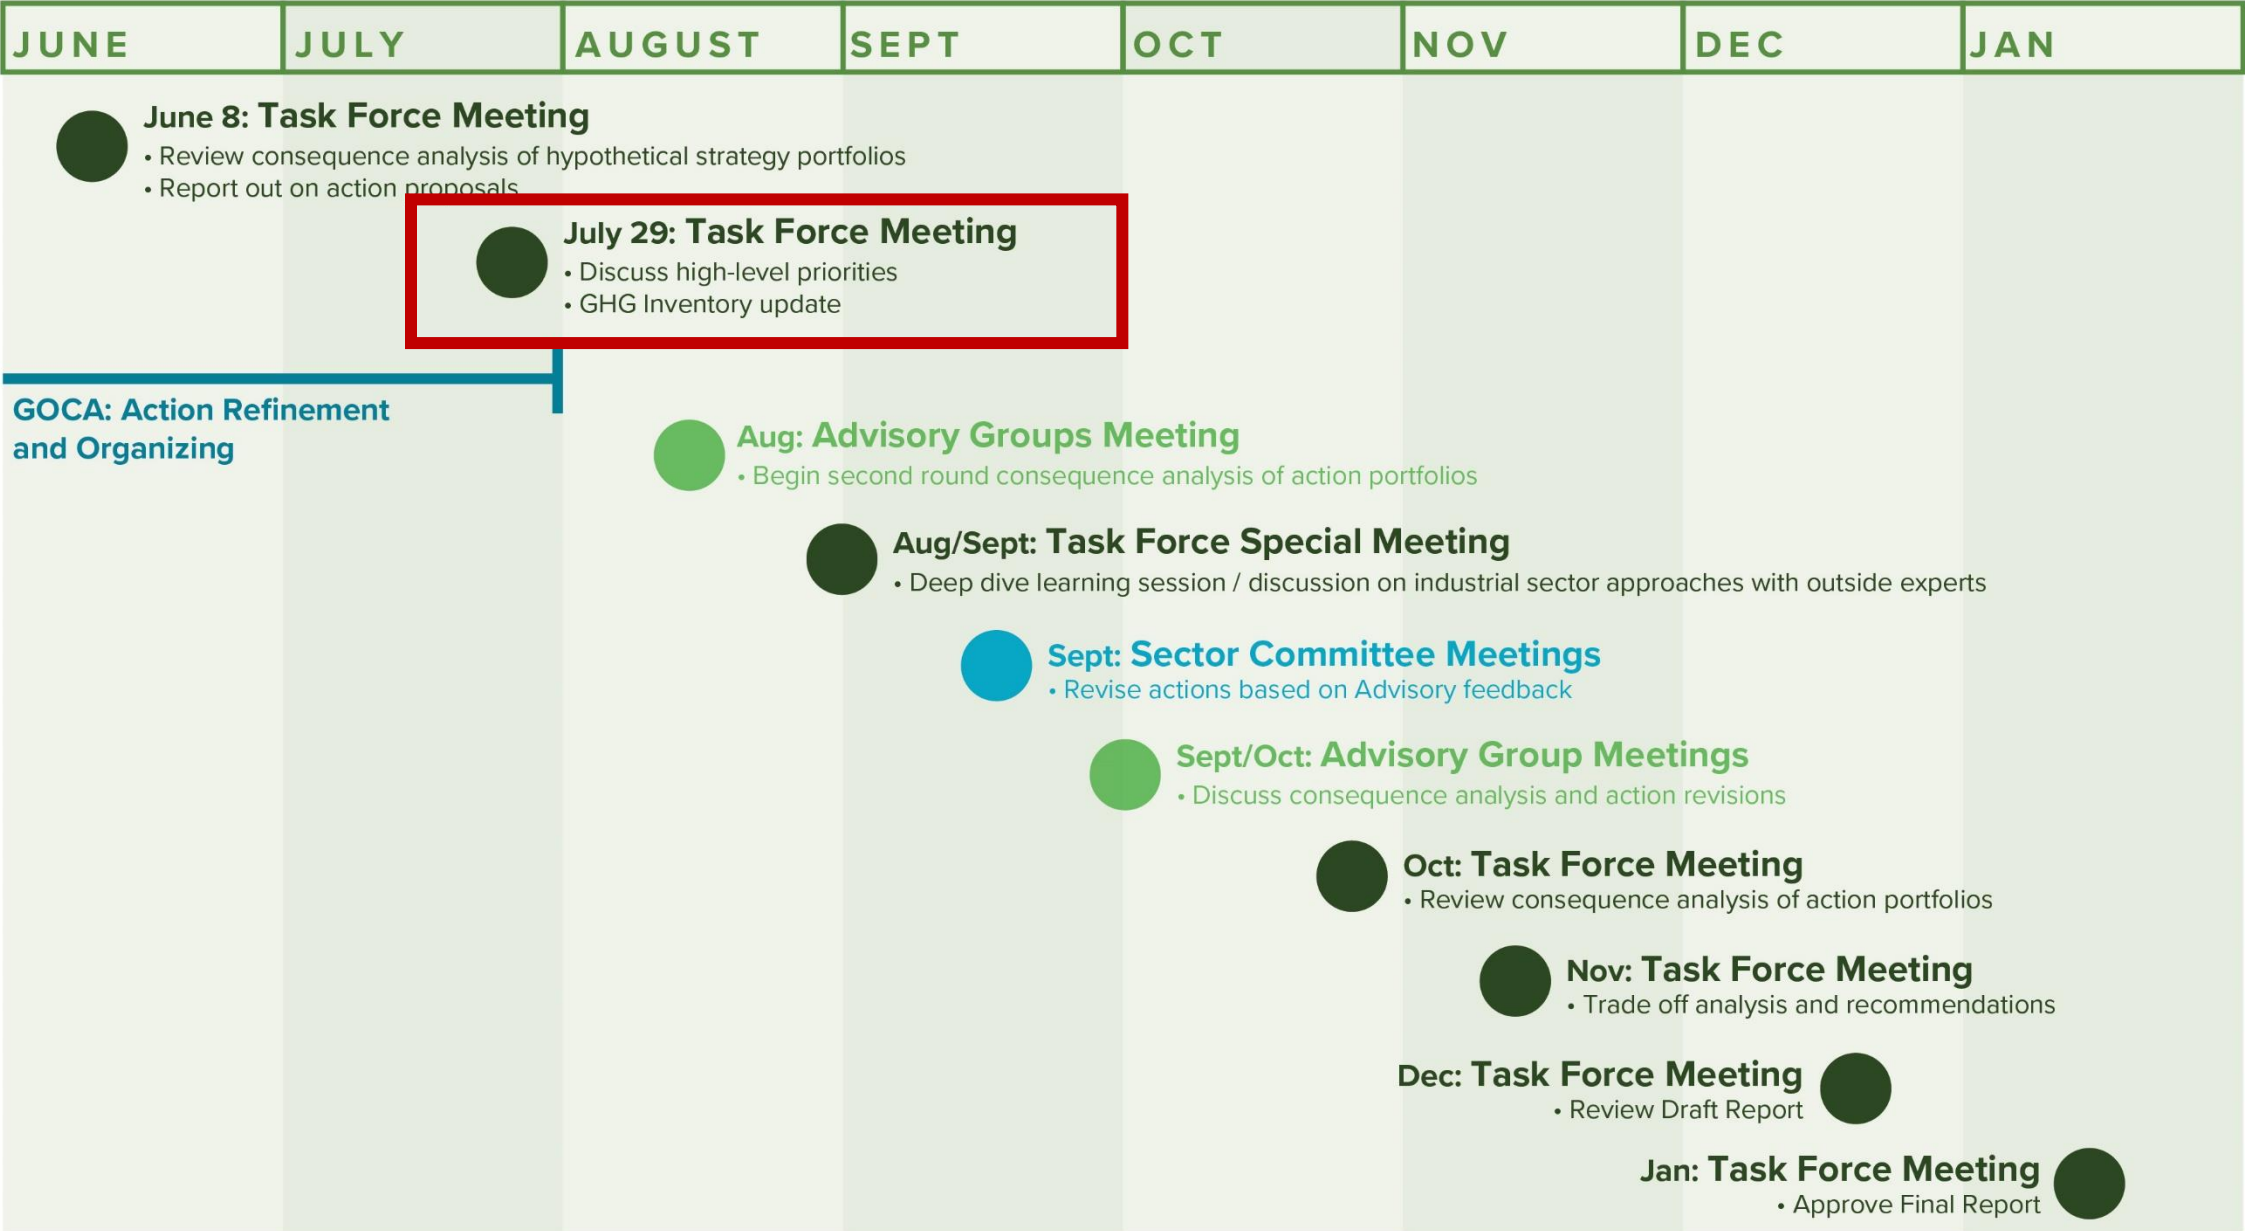 JUNE JULY AUGUST SEPT OCT NOV DEC JAN
June 8: Task Force Meeting
• Review consequence analysis of hypothetical strategy portfolios
• Report out on action proposals
July 29: Task Force Meeting
• Discuss high-level priorities
• GHG Inventory update
GOCA: Action Refinement
and Organizing
Aug: Advisory Groups Meeting
• Begin second round consequence analysis of action portfolios
Aug/Sept: Task Force Special Meeting
• Deep dive learning session / discussion on industrial sector approaches with outside experts
Sept: Sector Committee Meetings
• Revise actions based on Advisory feedback
Sept/Oct: Advisory Group Meetings
• Discuss consequence analysis and action revisions
Oct: Task Force Meeting
• Review consequence analysis of action portfolios
Nov: Task Force Meeting
• Trade off analysis and recommendations
Dec: Task Force Meeting
• Review Draft Report
Jan: Task Force Meeting
• Approve Final Report